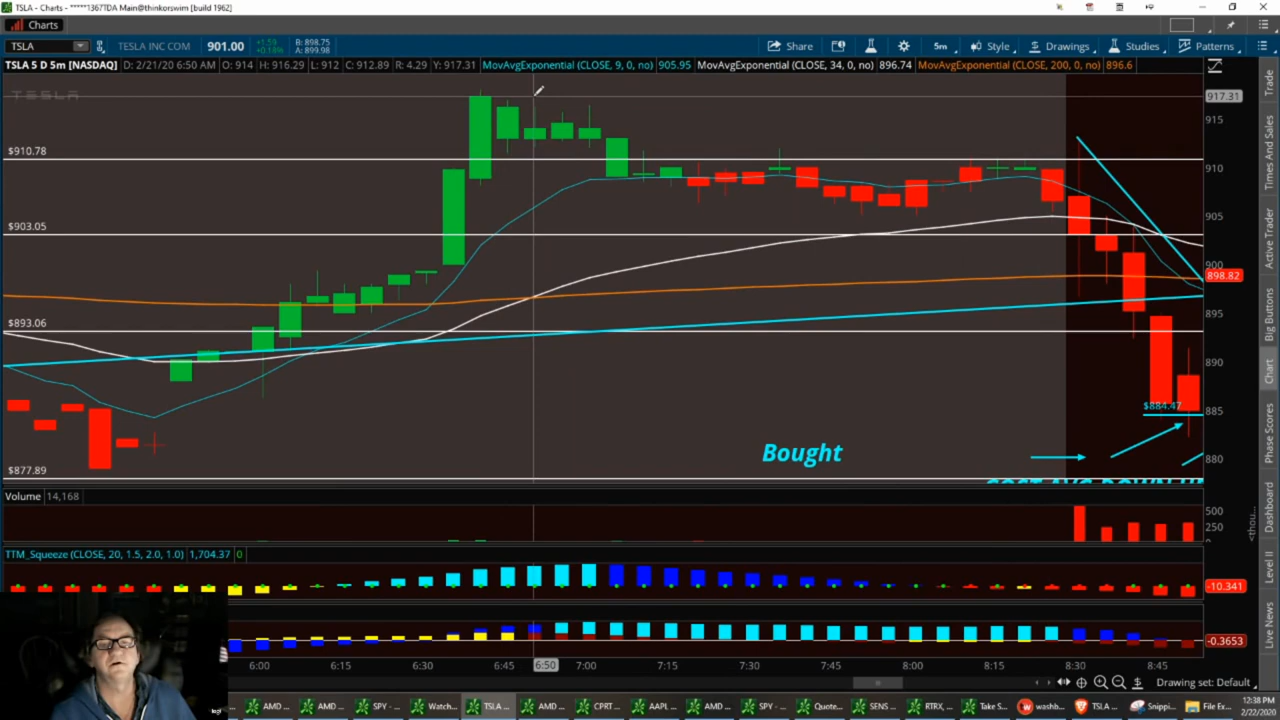 TSLA - Charts - *****1367TDA Main@thinkorswim [build 1962]
Charts
TSLA TESLA INC COM 901.00 +1.59 +0.18% B: 898.75 A: 899.98 Share 5m Style Drawings Studies Patterns
TSLA 5 D 5m [NASDAQ] D: 2/21/20 6:50 AM O: 914 H: 916.29 L: 912 C: 912.89 R: 4.29 Y: 917.31 MovAvgExponential (CLOSE, 9, 0, no) 905.95 MovAvgExponential (CLOSE, 34, 0, no) 896.74 MovAvgExponential (CLOSE, 200, 0, no) 896.6
TESLA
917.31
915
$910.78
910
905
$903.05
900
898.82
895
$893.06
890
$884.47
885
880
Bought
$877.89
Volume 14,168
500
250
0
<thou...
TTM_Squeeze (CLOSE, 20, 1.5, 2.0, 1.0) 1,704.37 0
-10.341
-0.3653
6:00 6:15 6:30 6:45 6:50 7:00 7:15 7:30 7:45 8:00 8:15 8:30 8:45
Drawing set: Default
Trade
Times And Sales
Active Trader
Big Buttons
Chart
Phase Scores
Dashboard
Level II
Live News
logi
AMD ... AMD ... SPY - ... Watch... TSLA ... AMD ... CPRT ... AAPL ... AMD ... SPY - ... Quote... SENS ... RTRX, ... Take S... washb... TSLA ... Snippi... File Ex...
12:38 PM
2/22/2020